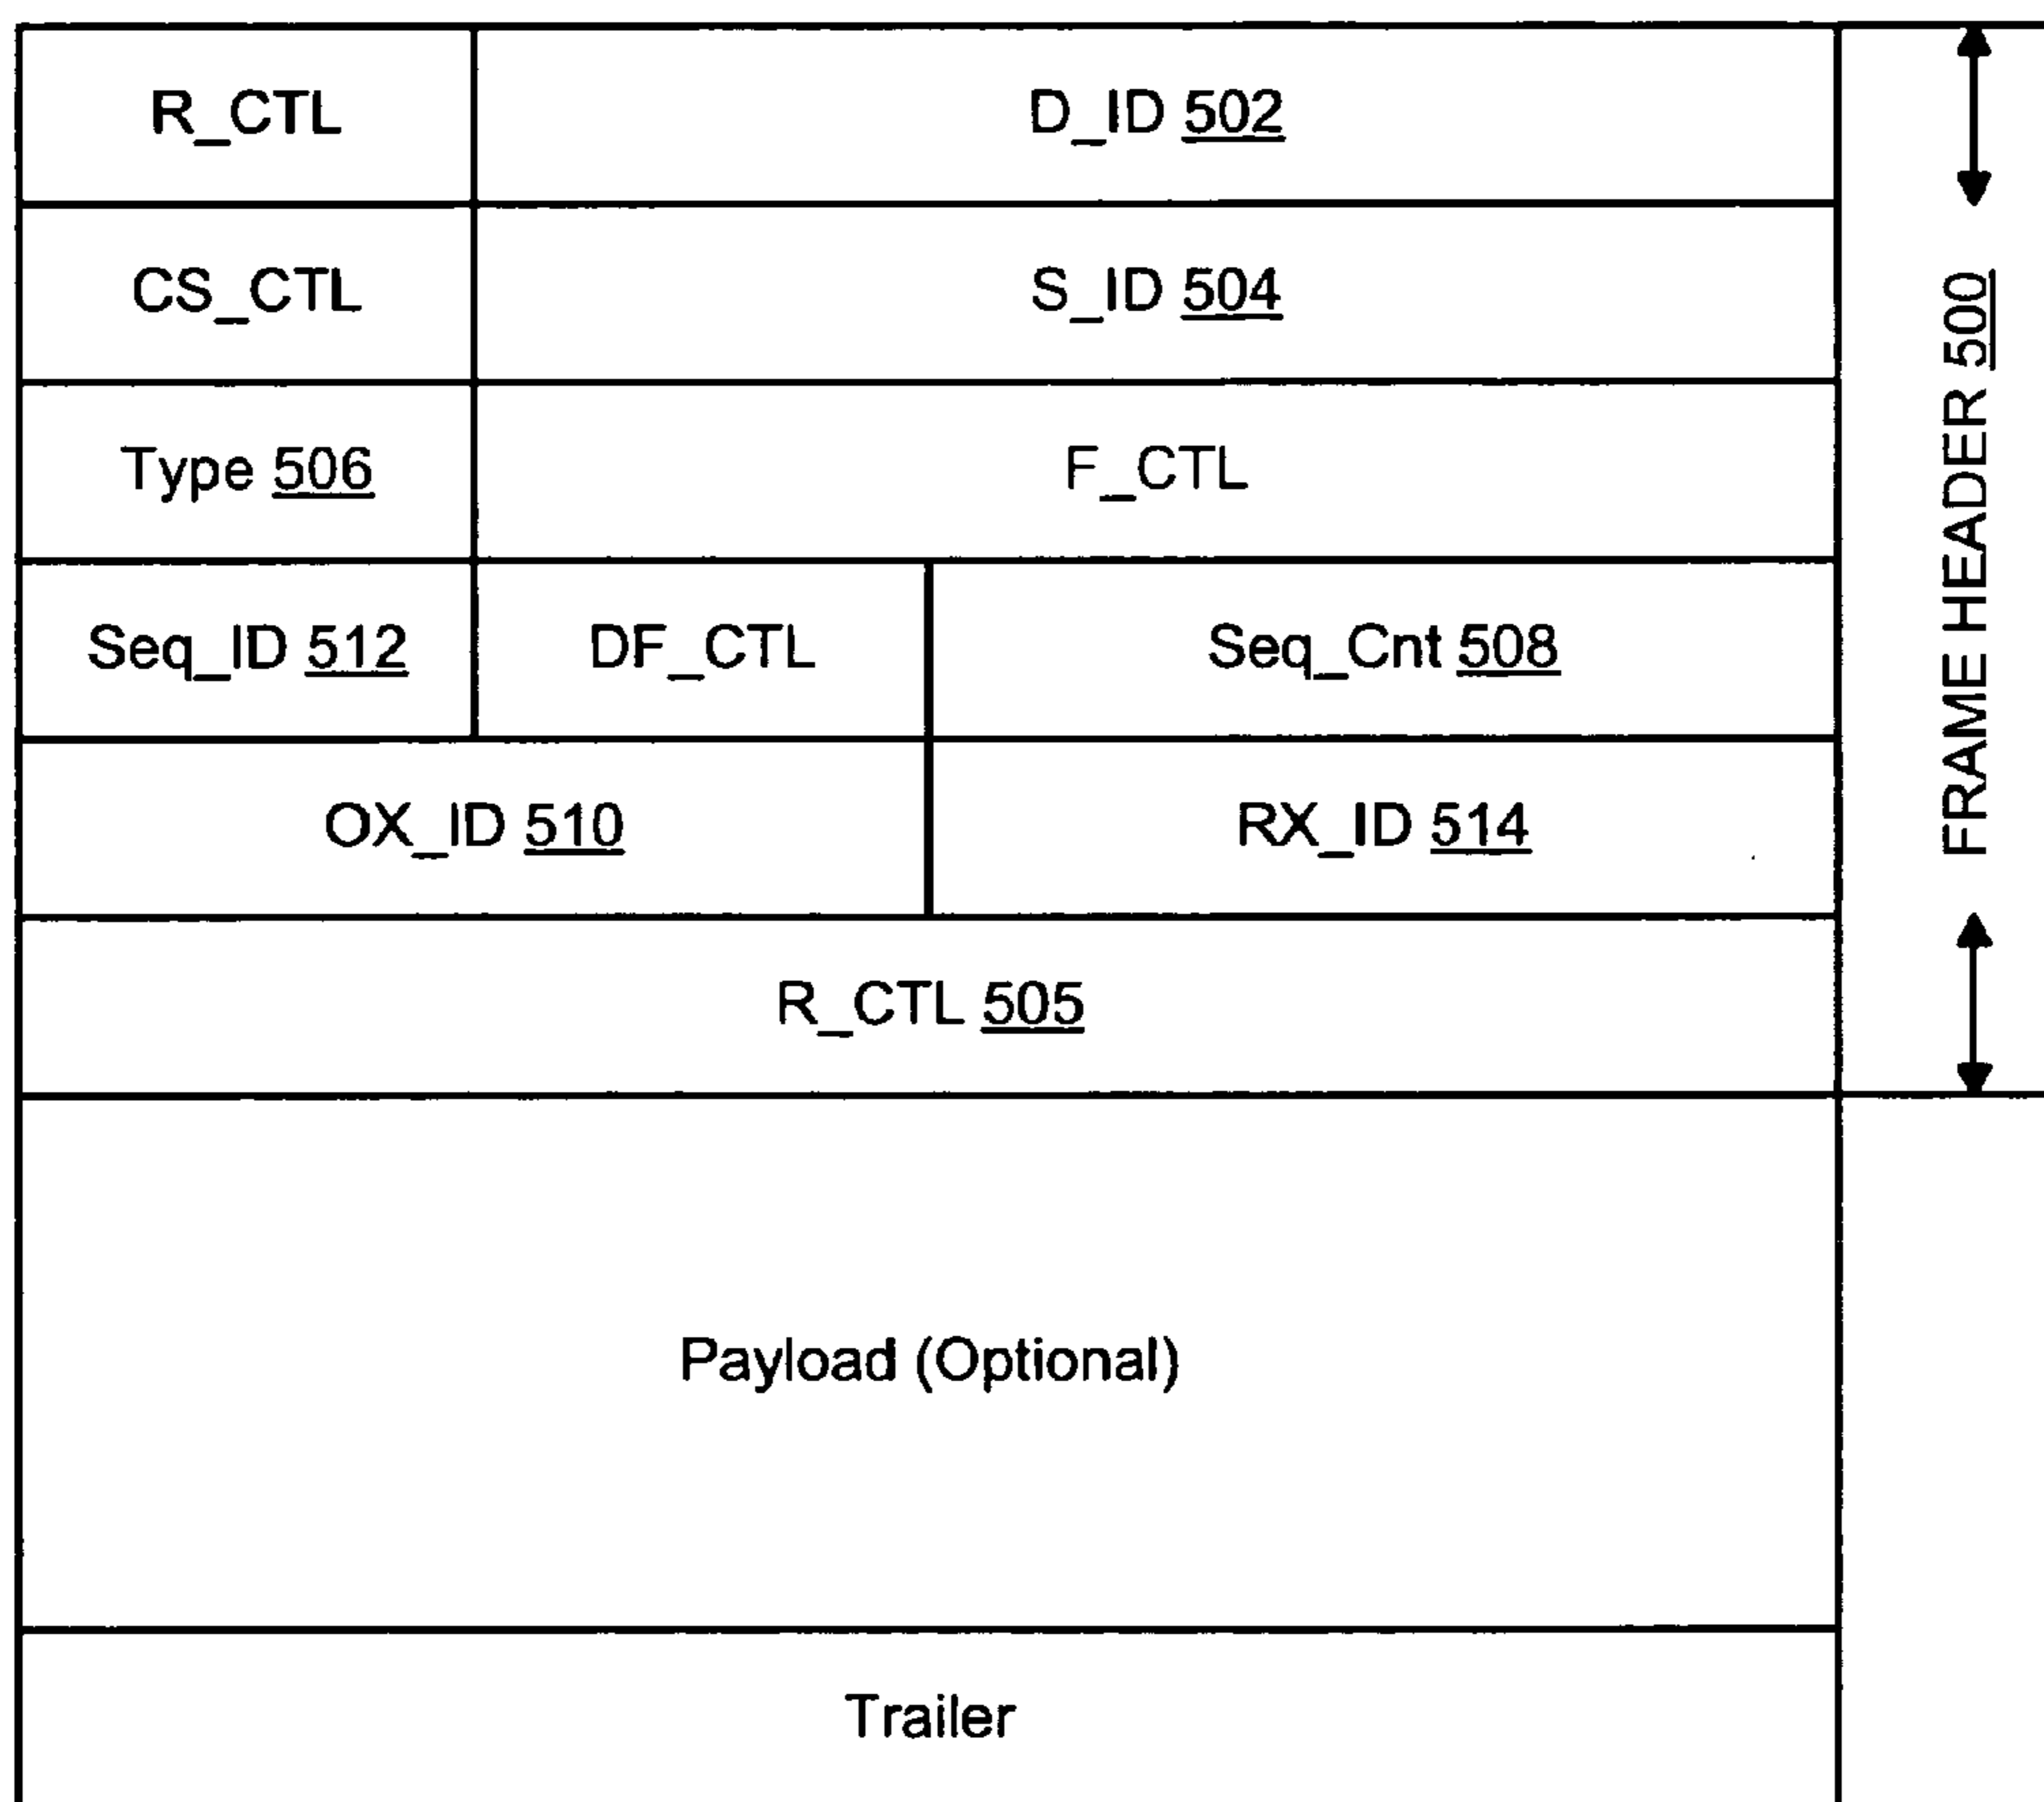 R_CTL
D_ID 502
CS_CTL
S_ID 504
Type 506
F_CTL
Seq_ID 512
DF_CTL
Seq_Cnt 508
OX_ID 510
RX_ID 514
R_CTL 505
Payload (Optional)
Trailer
FRAME HEADER 500